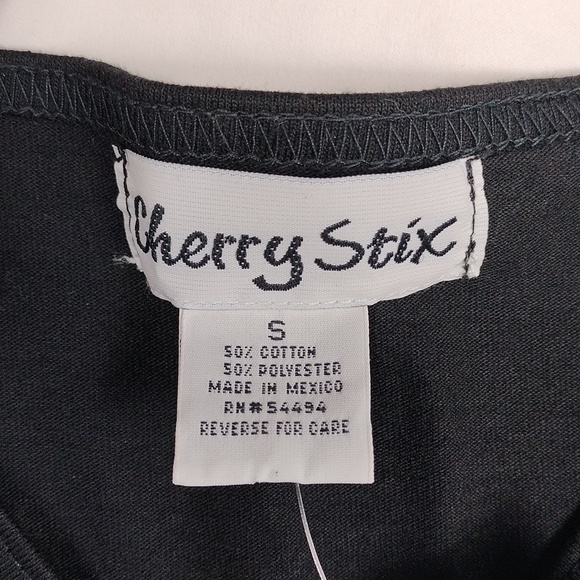 Cherry Stix
S
50% COTTON
50% POLYESTER
MADE IN MEXICO
RN#54494
REVERSE FOR CARE